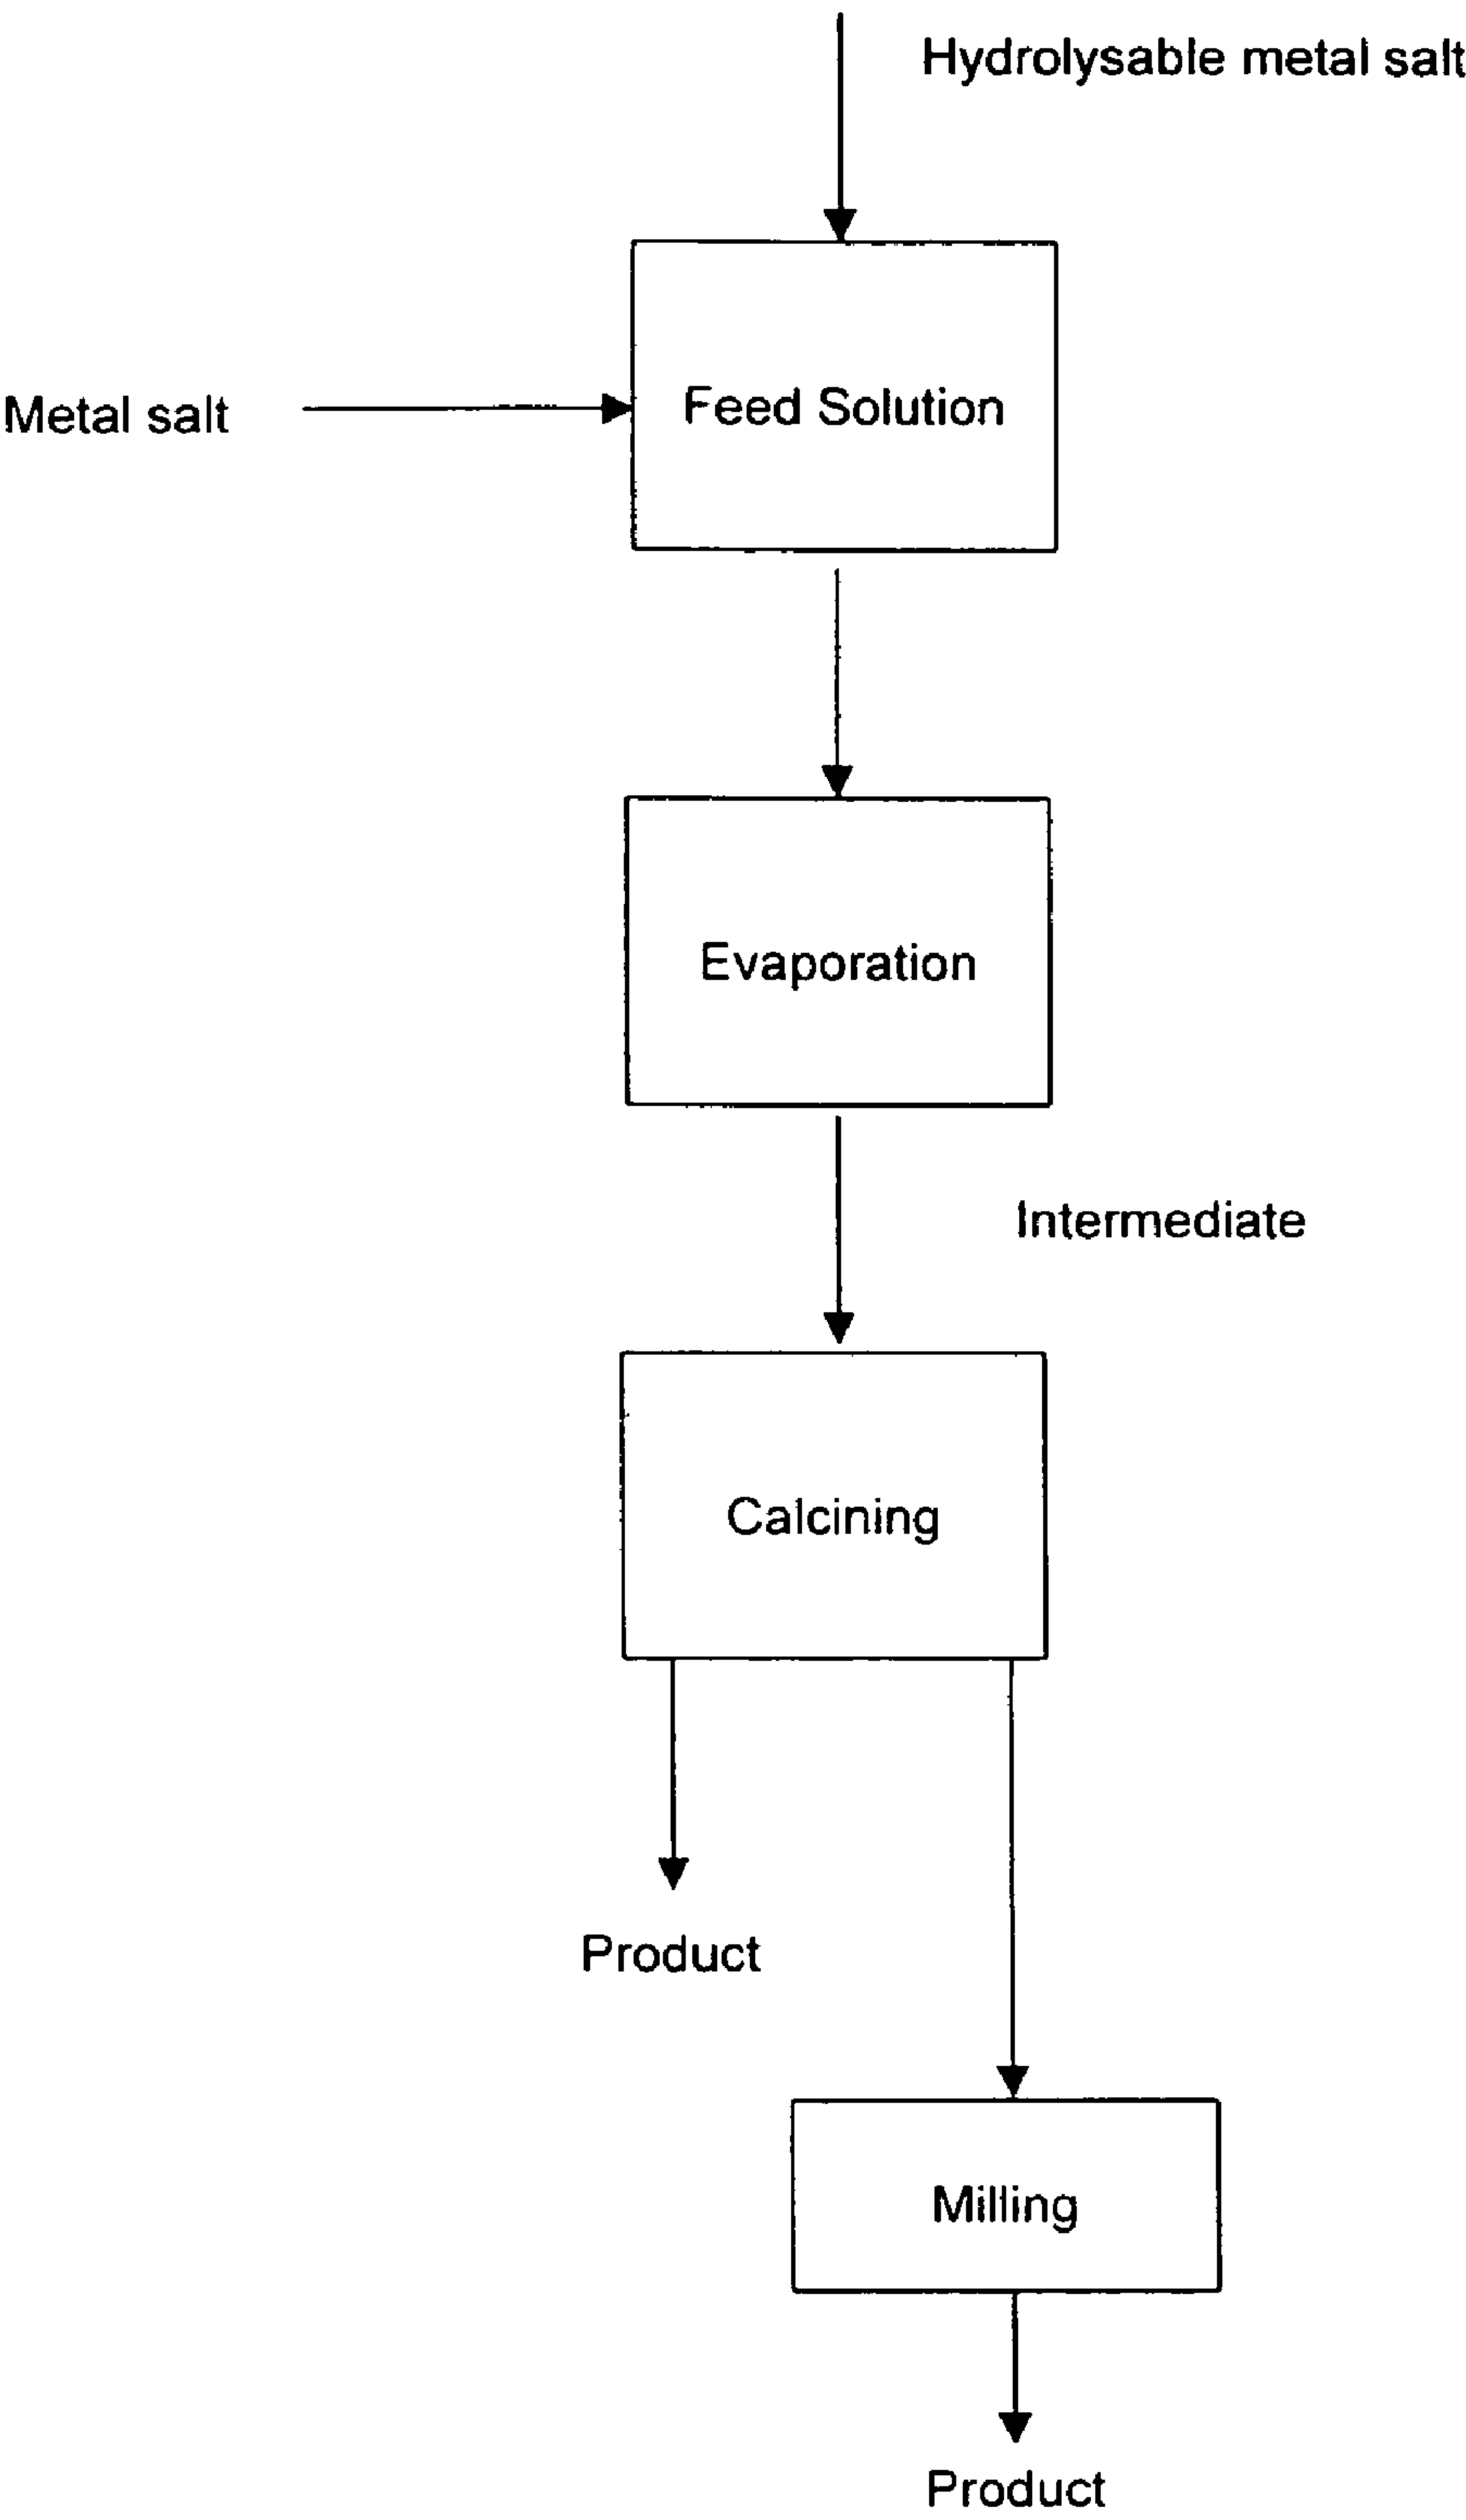 Hydrolysable metal salt
Metal salt
Feed Solution
Evaporation
Intermediate
Calcining
Product
Milling
Product